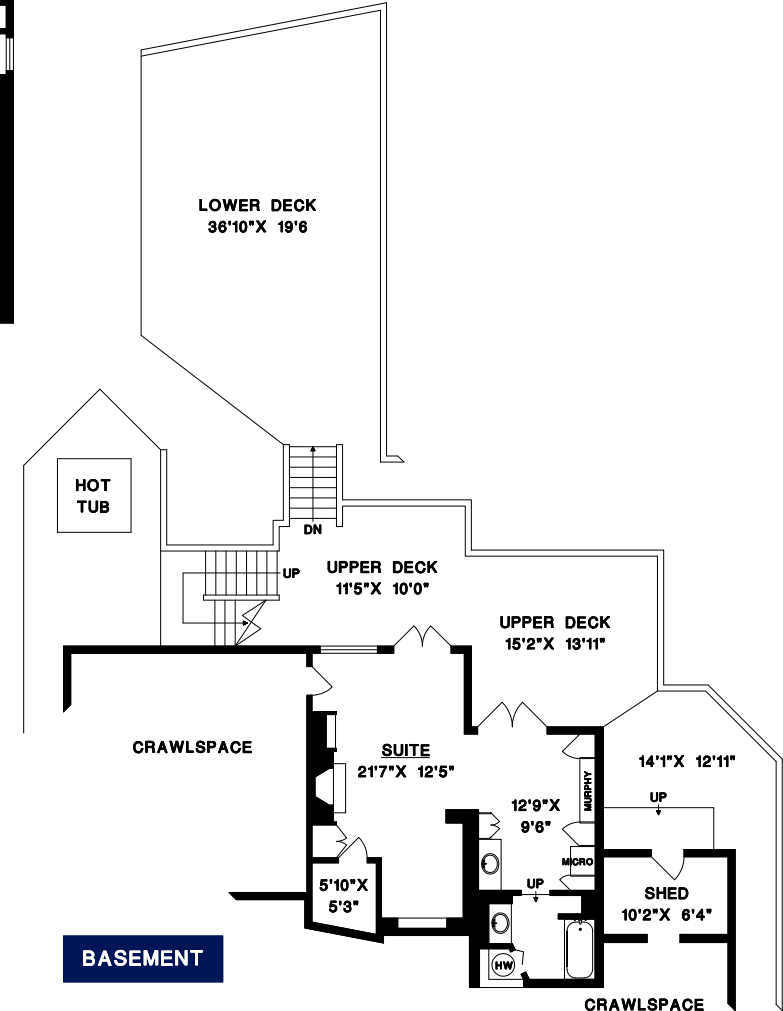 LOWER DECK
36'10"X 19'6
HOT
TUB
DN
UP
UPPER DECK
11'5"X 10'0"
UPPER DECK
15'2"X 13'11"
CRAWLSPACE
SUITE
21'7"X 12'5"
14'1"X 12'11"
MURPHY
UP
12'9"X
9'6"
MICRO
UP
5'10"X
5'3"
SHED
10'2"X 6'4"
BASEMENT
HW
CRAWLSPACE